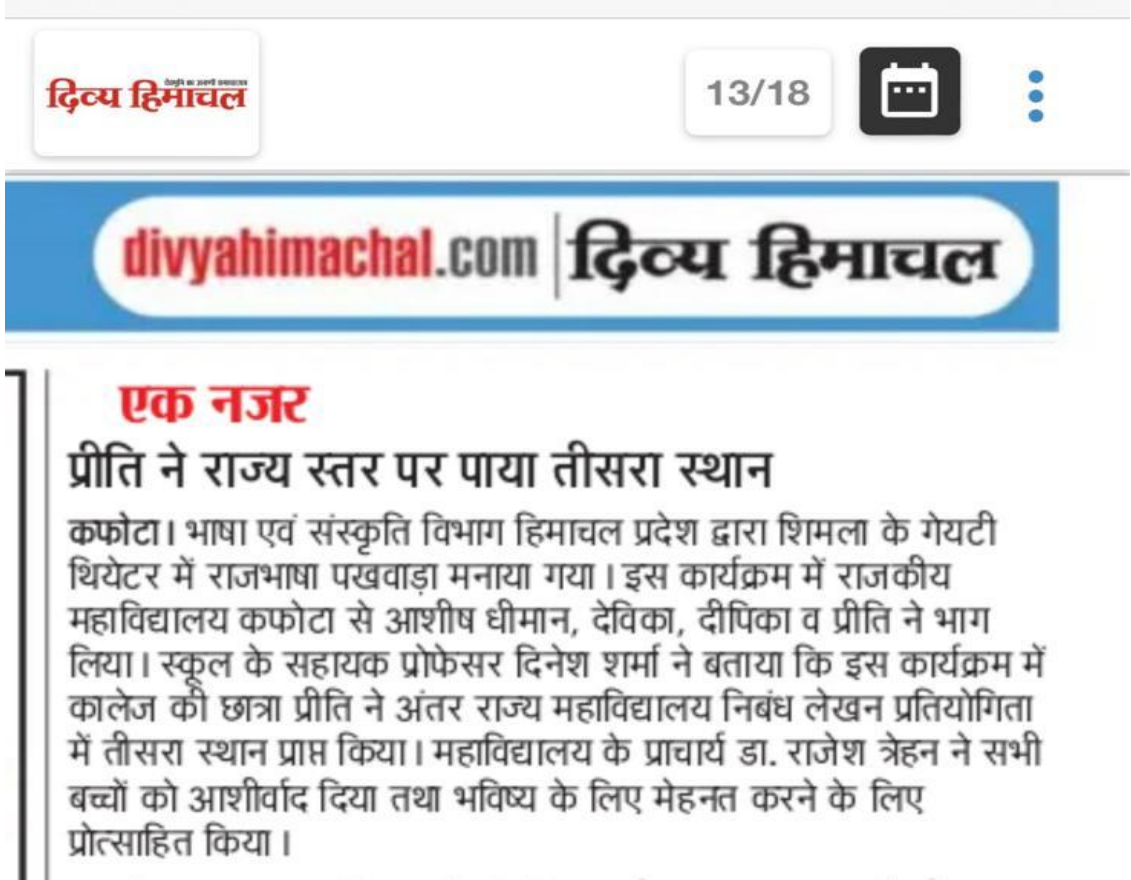 दिव्य हिमाचल
13/18
divyahimachal.com दिव्य हिमाचल
एक नजर
प्रीति ने राज्य स्तर पर पाया तीसरा स्थान
कफोटा। भाषा एवं संस्कृति विभाग हिमाचल प्रदेश द्वारा शिमला के गेयटी
थियेटर में राजभाषा पखवाड़ा मनाया गया। इस कार्यक्रम में राजकीय
महाविद्यालय कफोटा से आशीष धीमान, देविका, दीपिका व प्रीति ने भाग
लिया। स्कूल के सहायक प्रोफेसर दिनेश शर्मा ने बताया कि इस कार्यक्रम में
कालेज की छात्रा प्रीति ने अंतर राज्य महाविद्यालय निबंध लेखन प्रतियोगिता
में तीसरा स्थान प्राप्त किया। महाविद्यालय के प्राचार्य डा. राजेश त्रेहन ने सभी
बच्चों को आशीर्वाद दिया तथा भविष्य के लिए मेहनत करने के लिए
प्रोत्साहित किया।